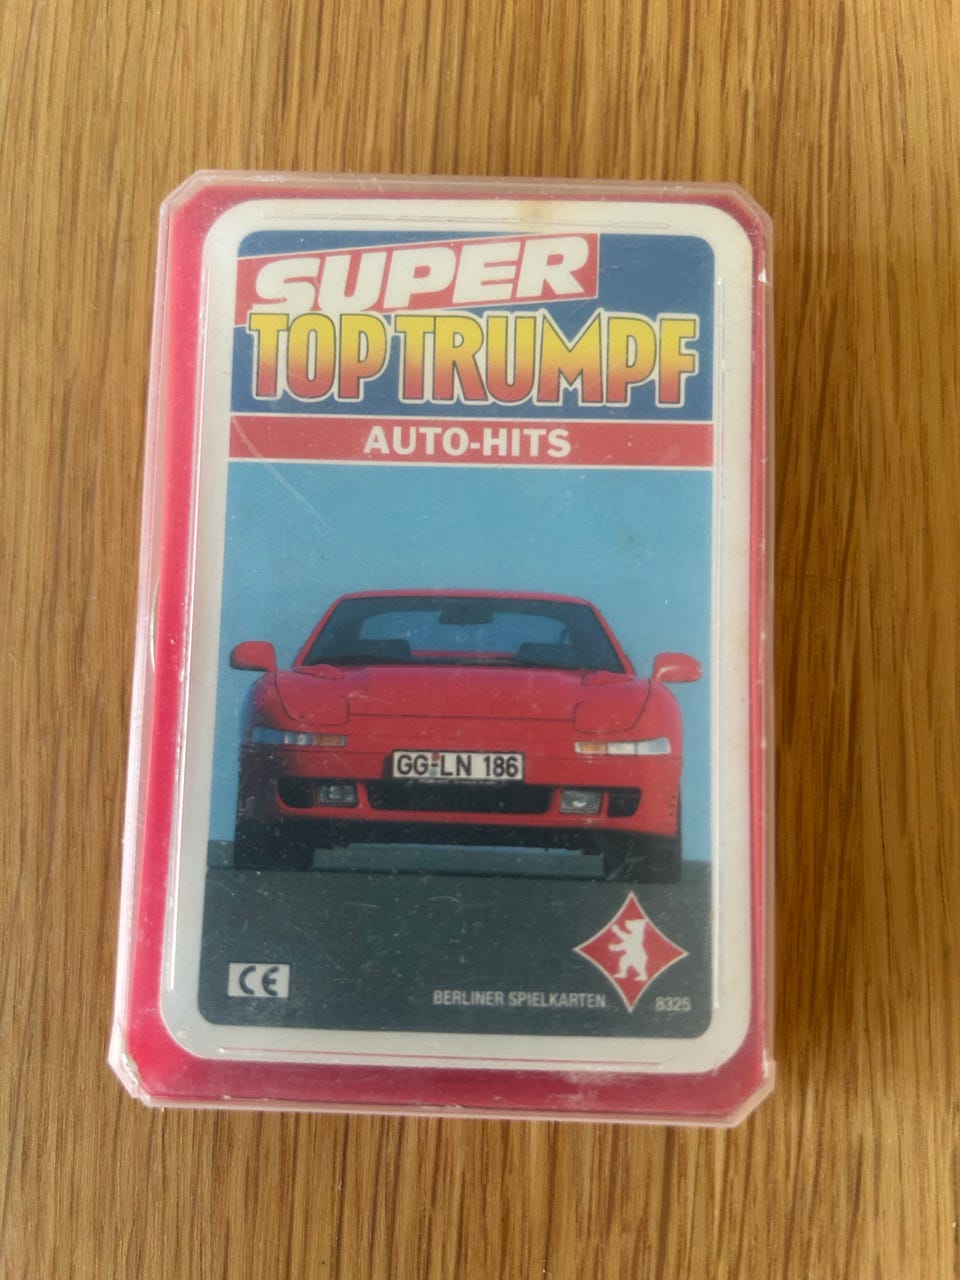 SUPER
TOP TRUMPF
AUTO-HITS
GG-LN 186
CE
BERLINER SPIELKARTEN
8325